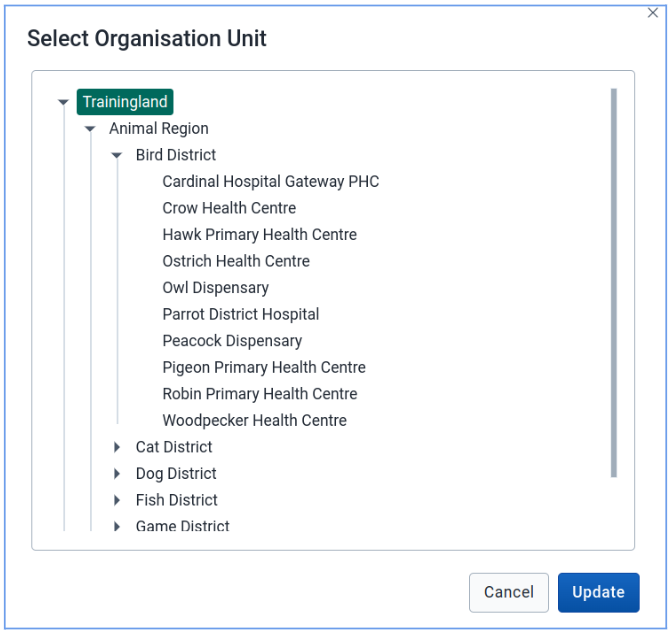 Select Organisation Unit
Trainingland
Animal Region
Bird District
Cardinal Hospital Gateway PHC
Crow Health Centre
Hawk Primary Health Centre
Ostrich Health Centre
Owl Dispensary
Parrot District Hospital
Peacock Dispensary
Pigeon Primary Health Centre
Robin Primary Health Centre
Woodpecker Health Centre
Cat District
Dog District
Fish District
Game District
Cancel Update